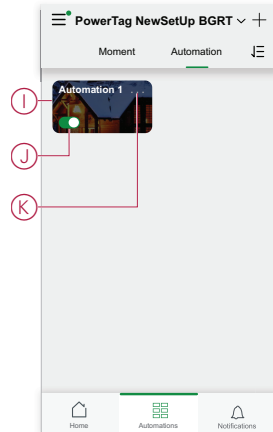 PowerTag NewSetUp BGRT
Moment Automation
I Automation 1 ...
J
K
Home Automations Notifications